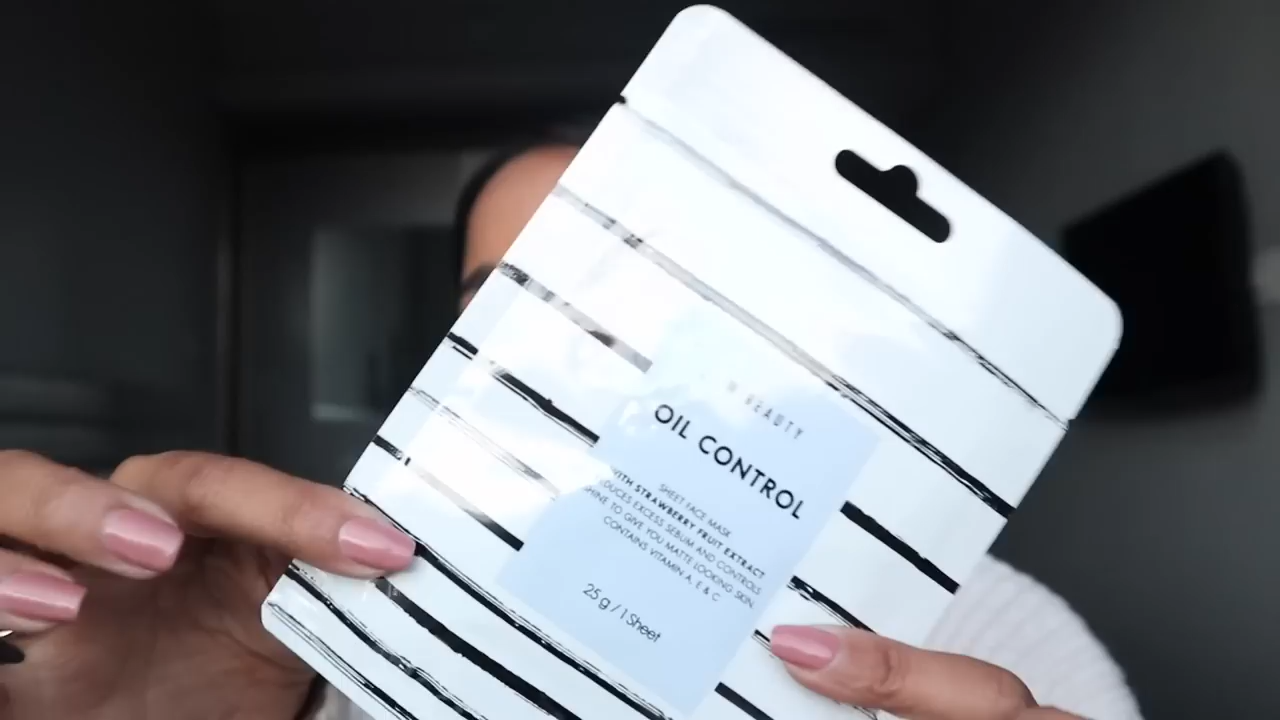 BEAUTY
OIL CONTROL
SHEET FACE MASK
WITH STRAWBERRY FRUIT EXTRACT
REDUCES EXCESS SEBUM AND CONTROLS
SHINE TO GIVE YOU MATTE LOOKING SKIN.
CONTAINS VITAMIN A, E & C
25 g / 1 Sheet